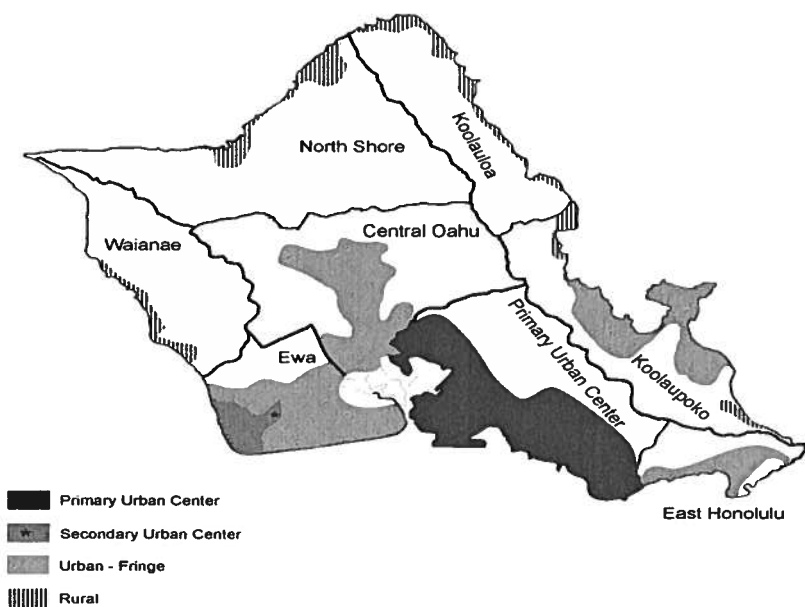 North Shore
Koolauloa
Waianae
Central Oahu
Ewa
Primary Urban Center
Koolaupoko
East Honolulu
Primary Urban Center
Secondary Urban Center
Urban - Fringe
Rural